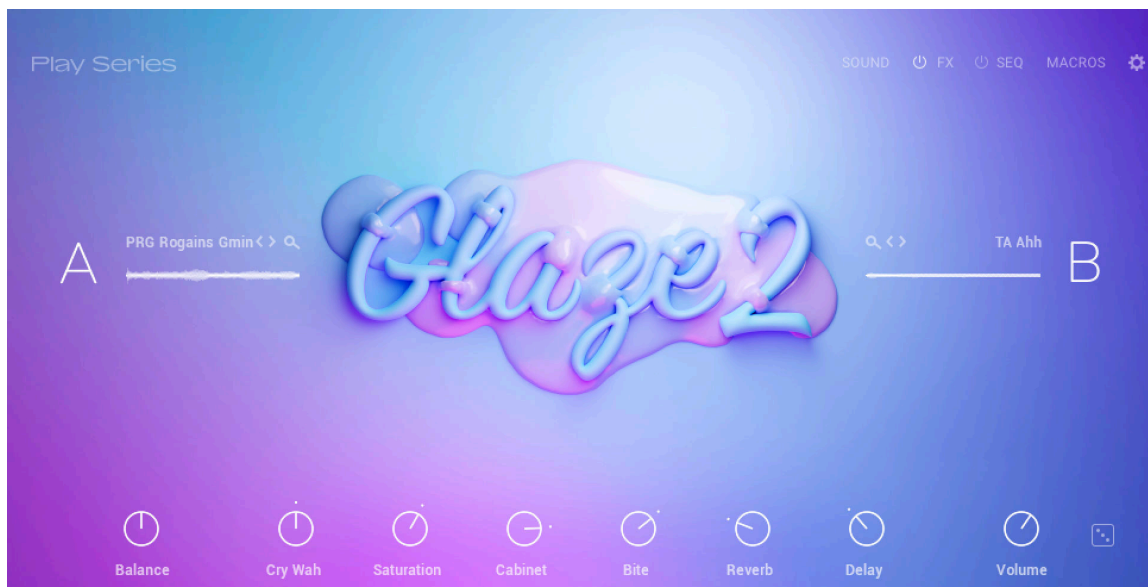 Play Series
SOUND FX SEQ MACROS
Glaze 2
A PRG Rogains Gmin
TA Ahh B
Balance Cry Wah Saturation Cabinet Bite Reverb Delay Volume